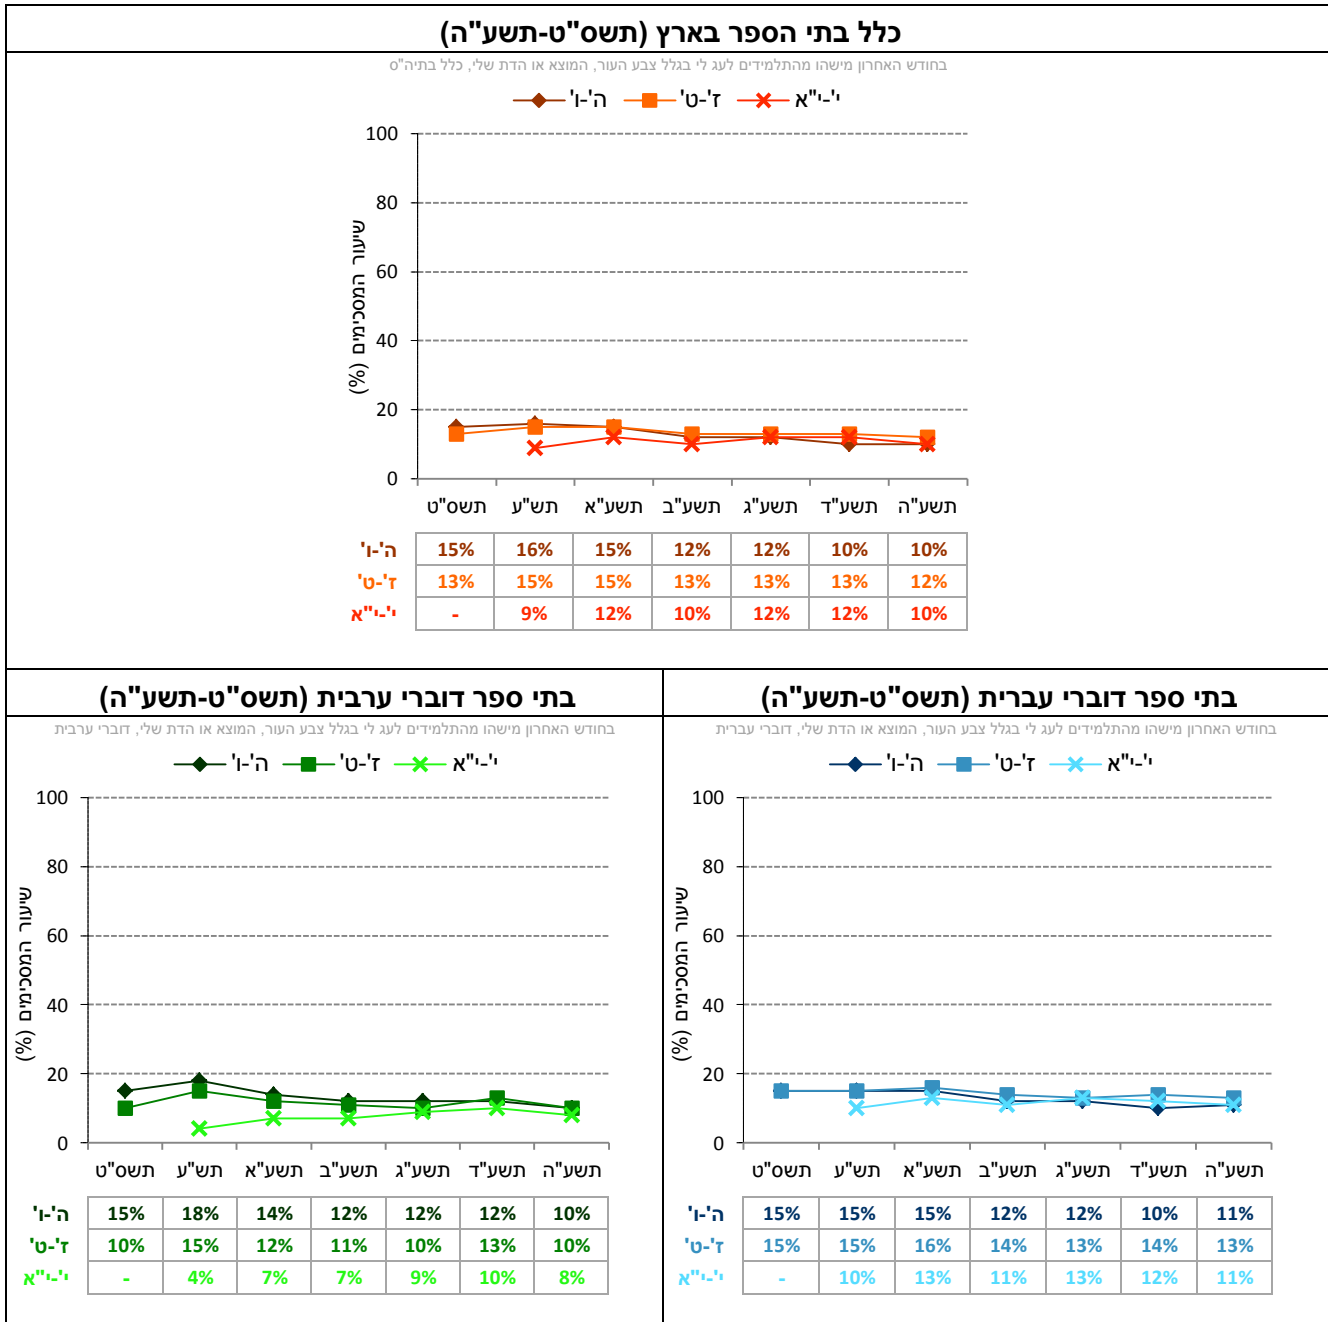 כלל בתי הספר בארץ (תשס"ט-תשע"ה)
בחודש האחרון מישהו מהתלמידים לעג לי בגלל צבע העור, המוצא או הדת שלי, כלל בתיה"ס
ה'-ו' ז'-ט' י'-י"א
שיעור המסכימים (%)
100
80
60
40
20
0
תשס"ט תש"ע תשע"א תשע"ב תשע"ג תשע"ד תשע"ה
ה'-ו' 15% 16% 15% 12% 12% 10% 10%
ז'-ט' 13% 15% 15% 13% 13% 13% 12%
י'-י"א - 9% 12% 10% 12% 12% 10%
בתי ספר דוברי עברית (תשס"ט-תשע"ה)
בחודש האחרון מישהו מהתלמידים לעג לי בגלל צבע העור, המוצא או הדת שלי, דוברי עברית
ה'-ו' ז'-ט' י'-י"א
שיעור המסכימים (%)
100
80
60
40
20
0
תשס"ט תש"ע תשע"א תשע"ב תשע"ג תשע"ד תשע"ה
ה'-ו' 15% 15% 15% 12% 12% 10% 11%
ז'-ט' 15% 15% 16% 14% 13% 14% 13%
י'-י"א - 10% 13% 11% 13% 12% 11%
בתי ספר דוברי ערבית (תשס"ט-תשע"ה)
בחודש האחרון מישהו מהתלמידים לעג לי בגלל צבע העור, המוצא או הדת שלי, דוברי ערבית
ה'-ו' ז'-ט' י'-י"א
שיעור המסכימים (%)
100
80
60
40
20
0
תשס"ט תש"ע תשע"א תשע"ב תשע"ג תשע"ד תשע"ה
ה'-ו' 15% 18% 14% 12% 12% 12% 10%
ז'-ט' 10% 15% 12% 11% 10% 13% 10%
י'-י"א - 4% 7% 7% 9% 10% 8%